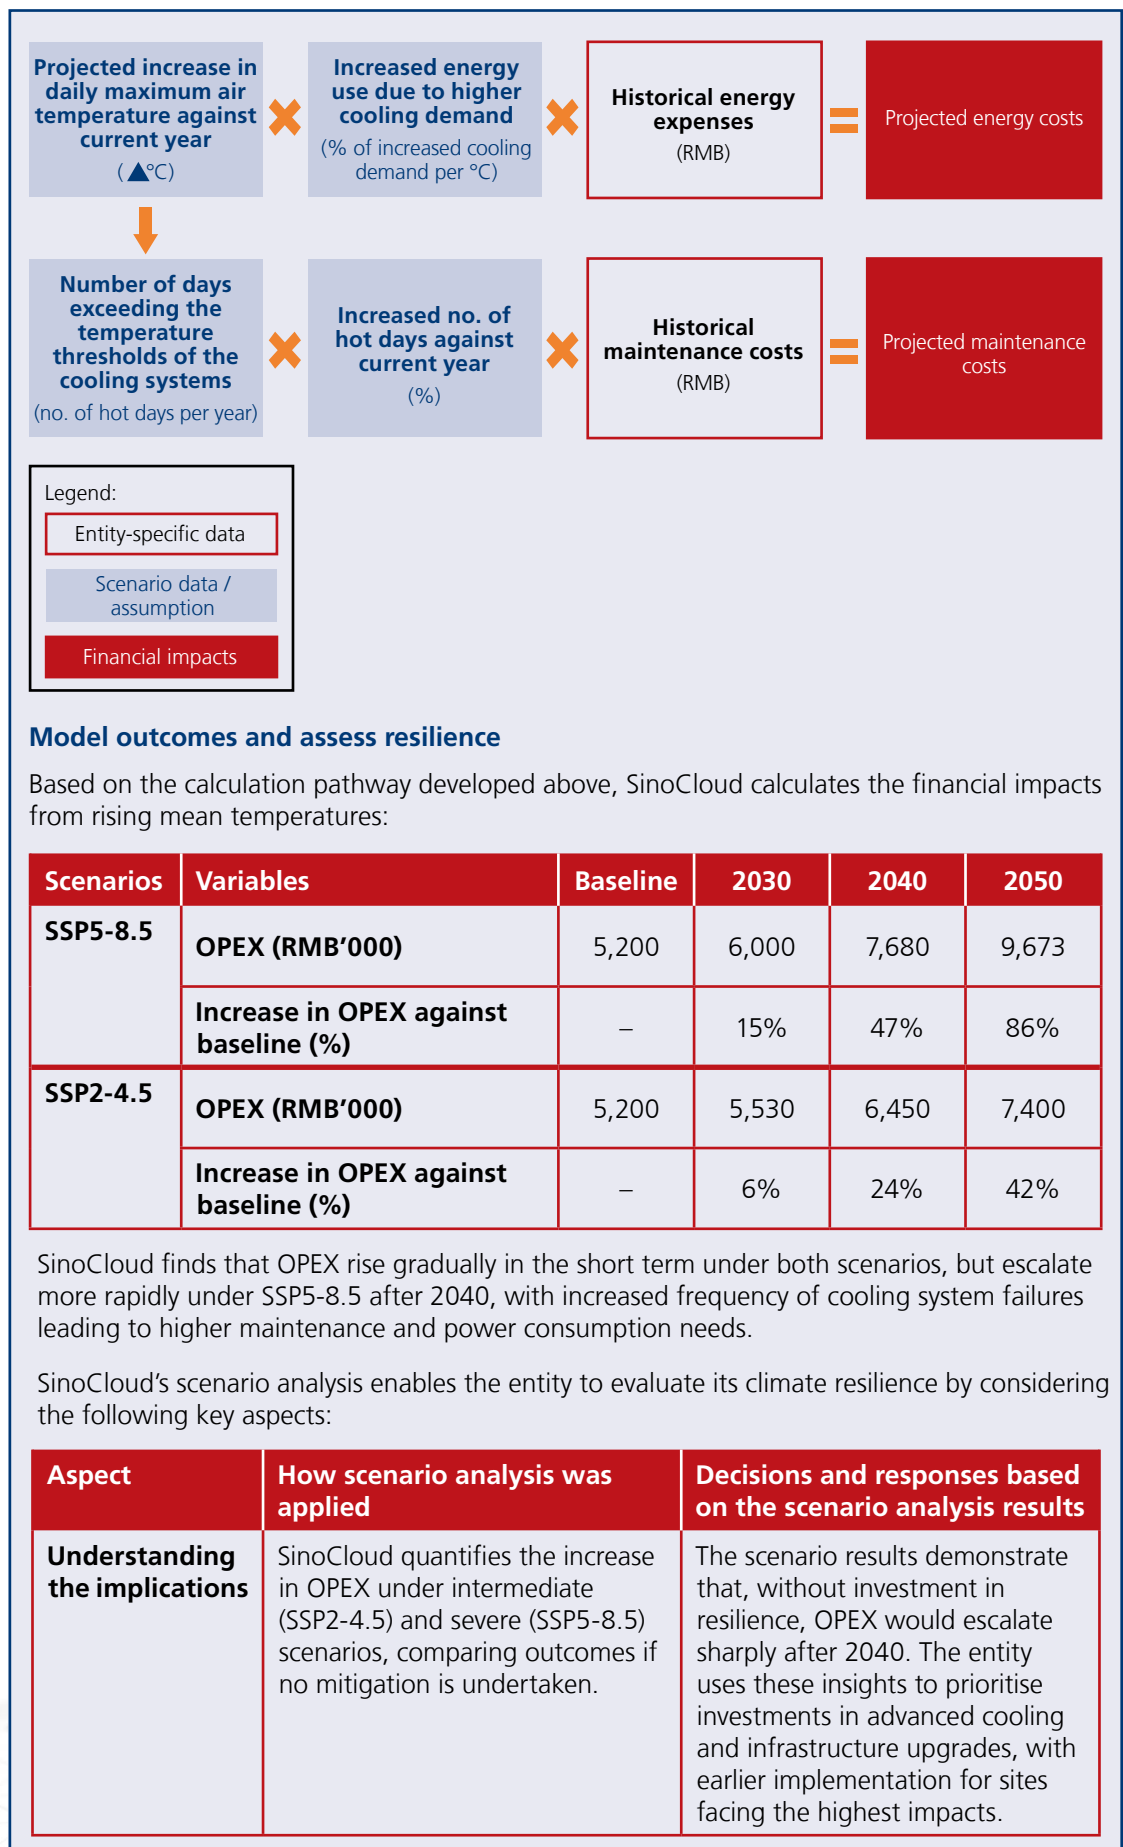 Projected increase in
daily maximum air
temperature against
current year
(▲°C)
Increased energy
use due to higher
cooling demand
(% of increased cooling
demand per °C)
Historical energy
expenses
(RMB)
Projected energy costs
Number of days
exceeding the
temperature
thresholds of the
cooling systems
(no. of hot days per year)
Increased no. of
hot days against
current year
(%)
Historical
maintenance costs
(RMB)
Projected maintenance
costs
Legend:
Entity-specific data
Scenario data /
assumption
Financial impacts
Model outcomes and assess resilience
Based on the calculation pathway developed above, SinoCloud calculates the financial impacts
from rising mean temperatures:
Scenarios Variables Baseline 2030 2040 2050
SSP5-8.5
OPEX (RMB'000) 5,200 6,000 7,680 9,673
Increase in OPEX against
baseline (%) – 15% 47% 86%
SSP2-4.5
OPEX (RMB'000) 5,200 5,530 6,450 7,400
Increase in OPEX against
baseline (%) – 6% 24% 42%
SinoCloud finds that OPEX rise gradually in the short term under both scenarios, but escalate
more rapidly under SSP5-8.5 after 2040, with increased frequency of cooling system failures
leading to higher maintenance and power consumption needs.
SinoCloud's scenario analysis enables the entity to evaluate its climate resilience by considering
the following key aspects:
Aspect
How scenario analysis was
applied
Decisions and responses based
on the scenario analysis results
Understanding
the implications
SinoCloud quantifies the increase
in OPEX under intermediate
(SSP2-4.5) and severe (SSP5-8.5)
scenarios, comparing outcomes if
no mitigation is undertaken.
The scenario results demonstrate
that, without investment in
resilience, OPEX would escalate
sharply after 2040. The entity
uses these insights to prioritise
investments in advanced cooling
and infrastructure upgrades, with
earlier implementation for sites
facing the highest impacts.